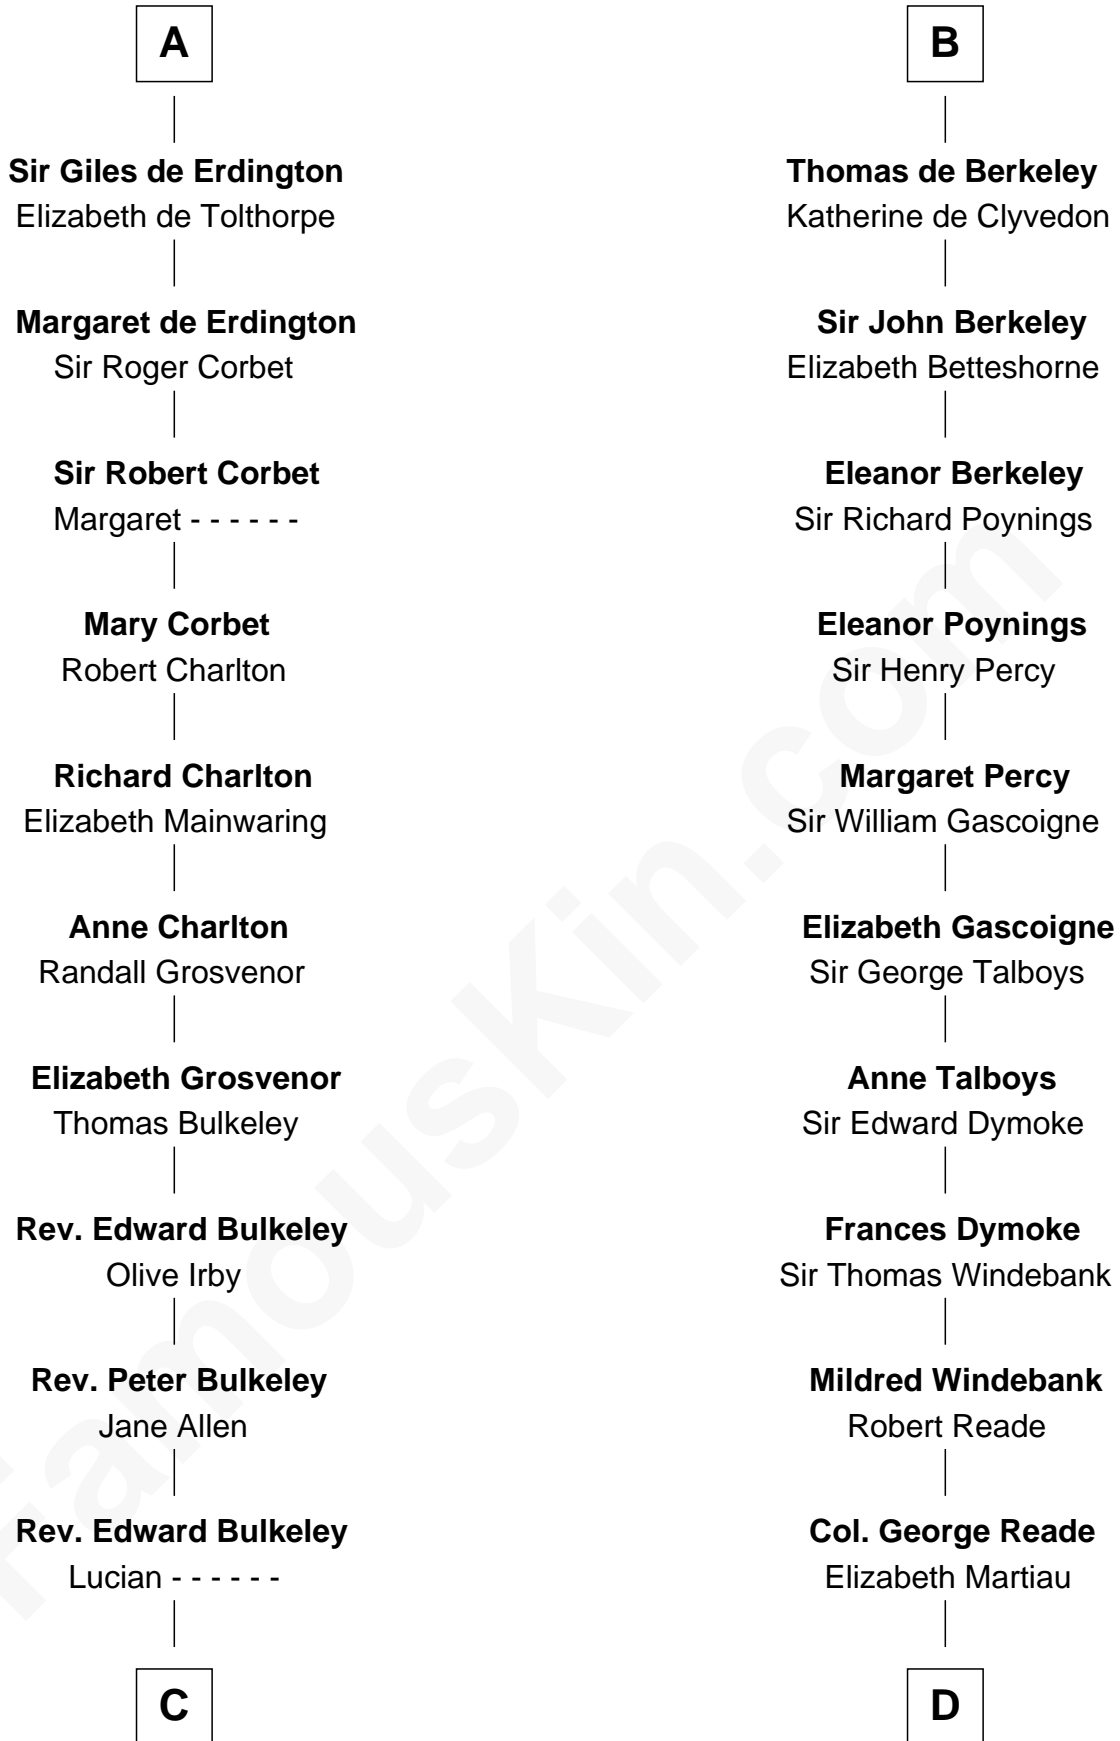 A
Sir Giles de Erdington
Elizabeth de Tolthorpe
Margaret de Erdington
Sir Roger Corbet
Sir Robert Corbet
Margaret - - - - - -
Mary Corbet
Robert Charlton
Richard Charlton
Elizabeth Mainwaring
Anne Charlton
Randall Grosvenor
Elizabeth Grosvenor
Thomas Bulkeley
Rev. Edward Bulkeley
Olive Irby
Rev. Peter Bulkeley
Jane Allen
Rev. Edward Bulkeley
Lucian - - - - - -
C
B
Thomas de Berkeley
Katherine de Clyvedon
Sir John Berkeley
Elizabeth Betteshorne
Eleanor Berkeley
Sir Richard Poynings
Eleanor Poynings
Sir Henry Percy
Margaret Percy
Sir William Gascoigne
Elizabeth Gascoigne
Sir George Talboys
Anne Talboys
Sir Edward Dymoke
Frances Dymoke
Sir Thomas Windebank
Mildred Windebank
Robert Reade
Col. George Reade
Elizabeth Martiau
D
FamousKin.com